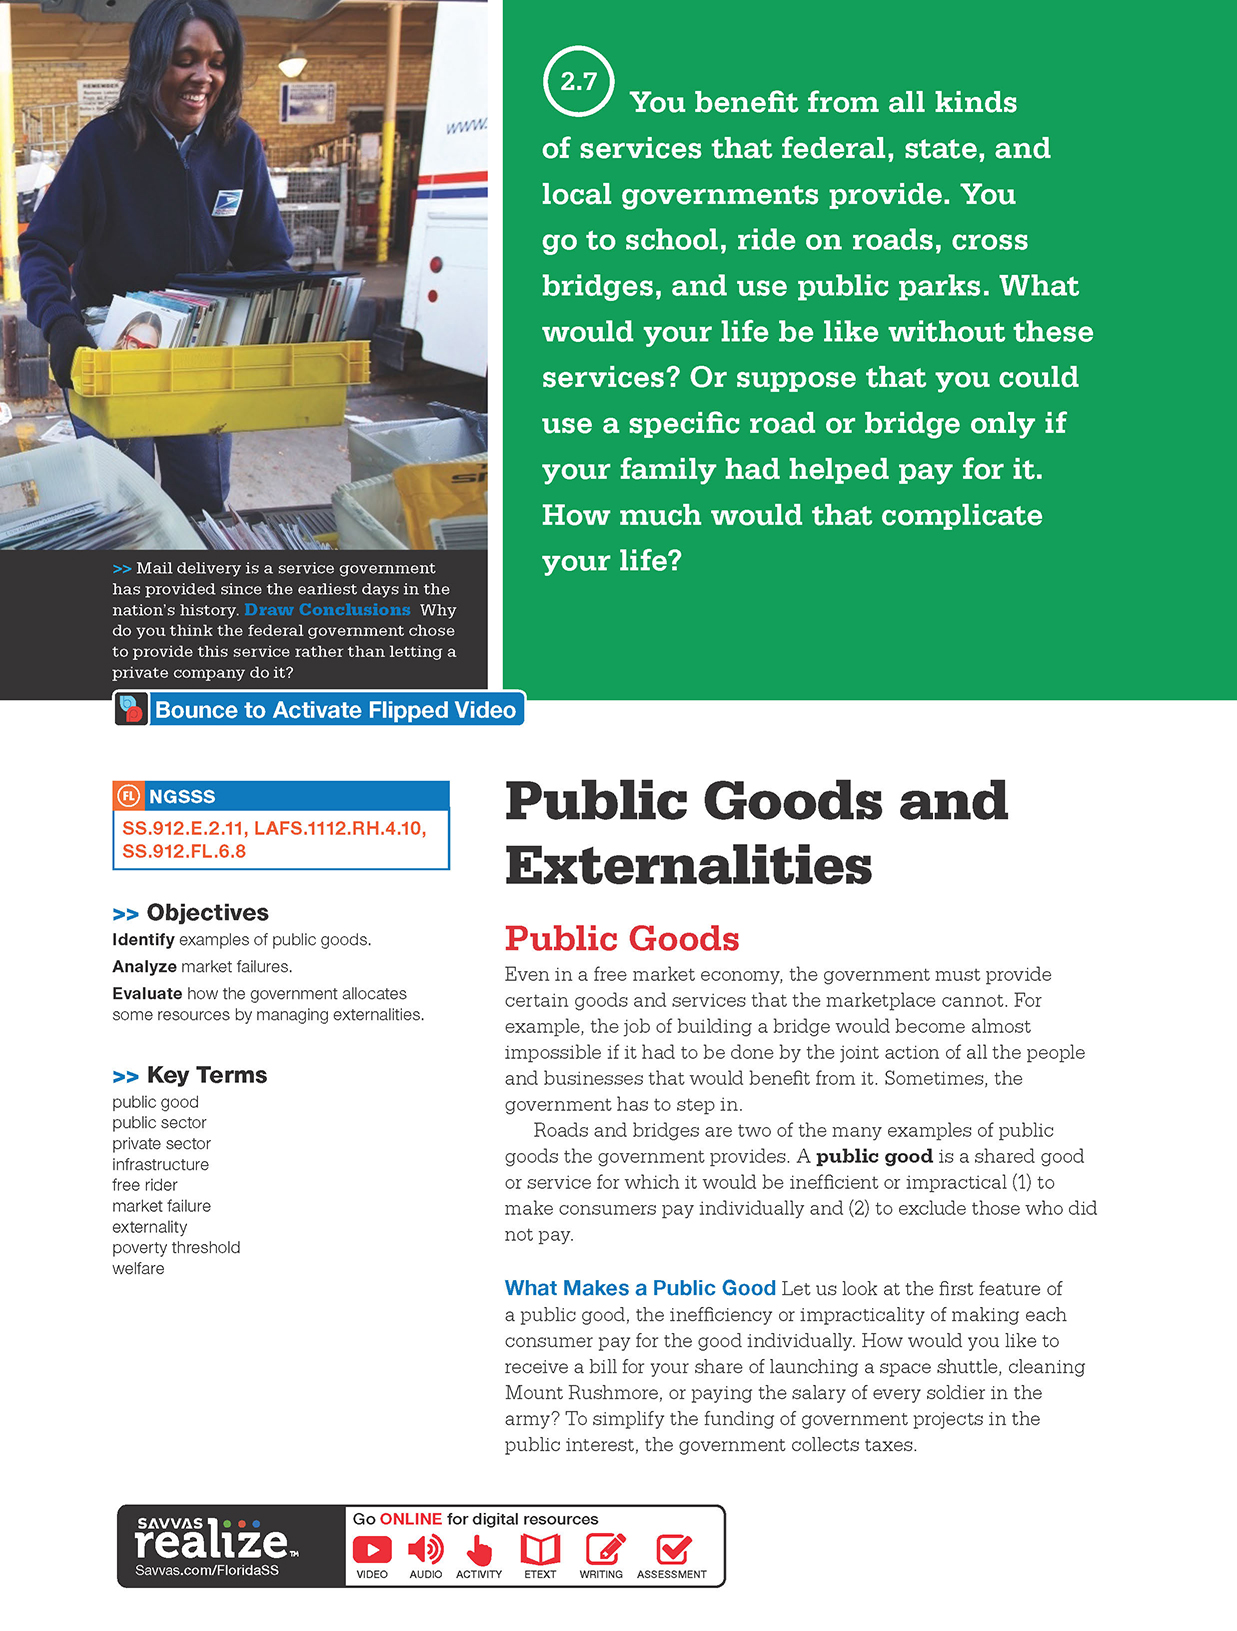 2.7
You benefit from all kinds
of services that federal, state, and
local governments provide. You
go to school, ride on roads, cross
bridges, and use public parks. What
would your life be like without these
services? Or suppose that you could
use a specific road or bridge only if
your family had helped pay for it.
How much would that complicate
your life?
REMEMBER
www.
>> Mail delivery is a service government
has provided since the earliest days in the
nation's history. Draw Conclusions Why
do you think the federal government chose
to provide this service rather than letting a
private company do it?
Bounce to Activate Flipped Video
FL NGSSS
SS.912.E.2.11, LAFS.1112.RH.4.10,
SS.912.FL.6.8
>> Objectives
Identify examples of public goods.
Analyze market failures.
Evaluate how the government allocates
some resources by managing externalities.
>> Key Terms
public good
public sector
private sector
infrastructure
free rider
market failure
externality
poverty threshold
welfare
Public Goods and
Externalities
Public Goods
Even in a free market economy, the government must provide
certain goods and services that the marketplace cannot. For
example, the job of building a bridge would become almost
impossible if it had to be done by the joint action of all the people
and businesses that would benefit from it. Sometimes, the
government has to step in.
Roads and bridges are two of the many examples of public
goods the government provides. A public good is a shared good
or service for which it would be inefficient or impractical (1) to
make consumers pay individually and (2) to exclude those who did
not pay.
What Makes a Public Good Let us look at the first feature of
a public good, the inefficiency or impracticality of making each
consumer pay for the good individually. How would you like to
receive a bill for your share of launching a space shuttle, cleaning
Mount Rushmore, or paying the salary of every soldier in the
army? To simplify the funding of government projects in the
public interest, the government collects taxes.
SAVVAS
realize™
Savvas.com/FloridaSS
Go ONLINE for digital resources
VIDEO AUDIO ACTIVITY ETEXT WRITING ASSESSMENT